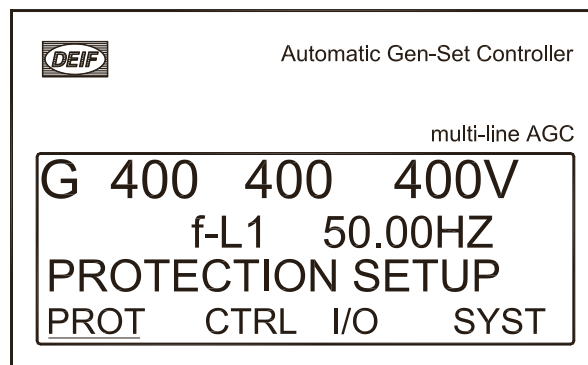 DEIF
Automatic Gen-Set Controller
multi-line AGC
G 400 400 400V
f-L1 50.00HZ
PROTECTION SETUP
PROT CTRL I/O SYST